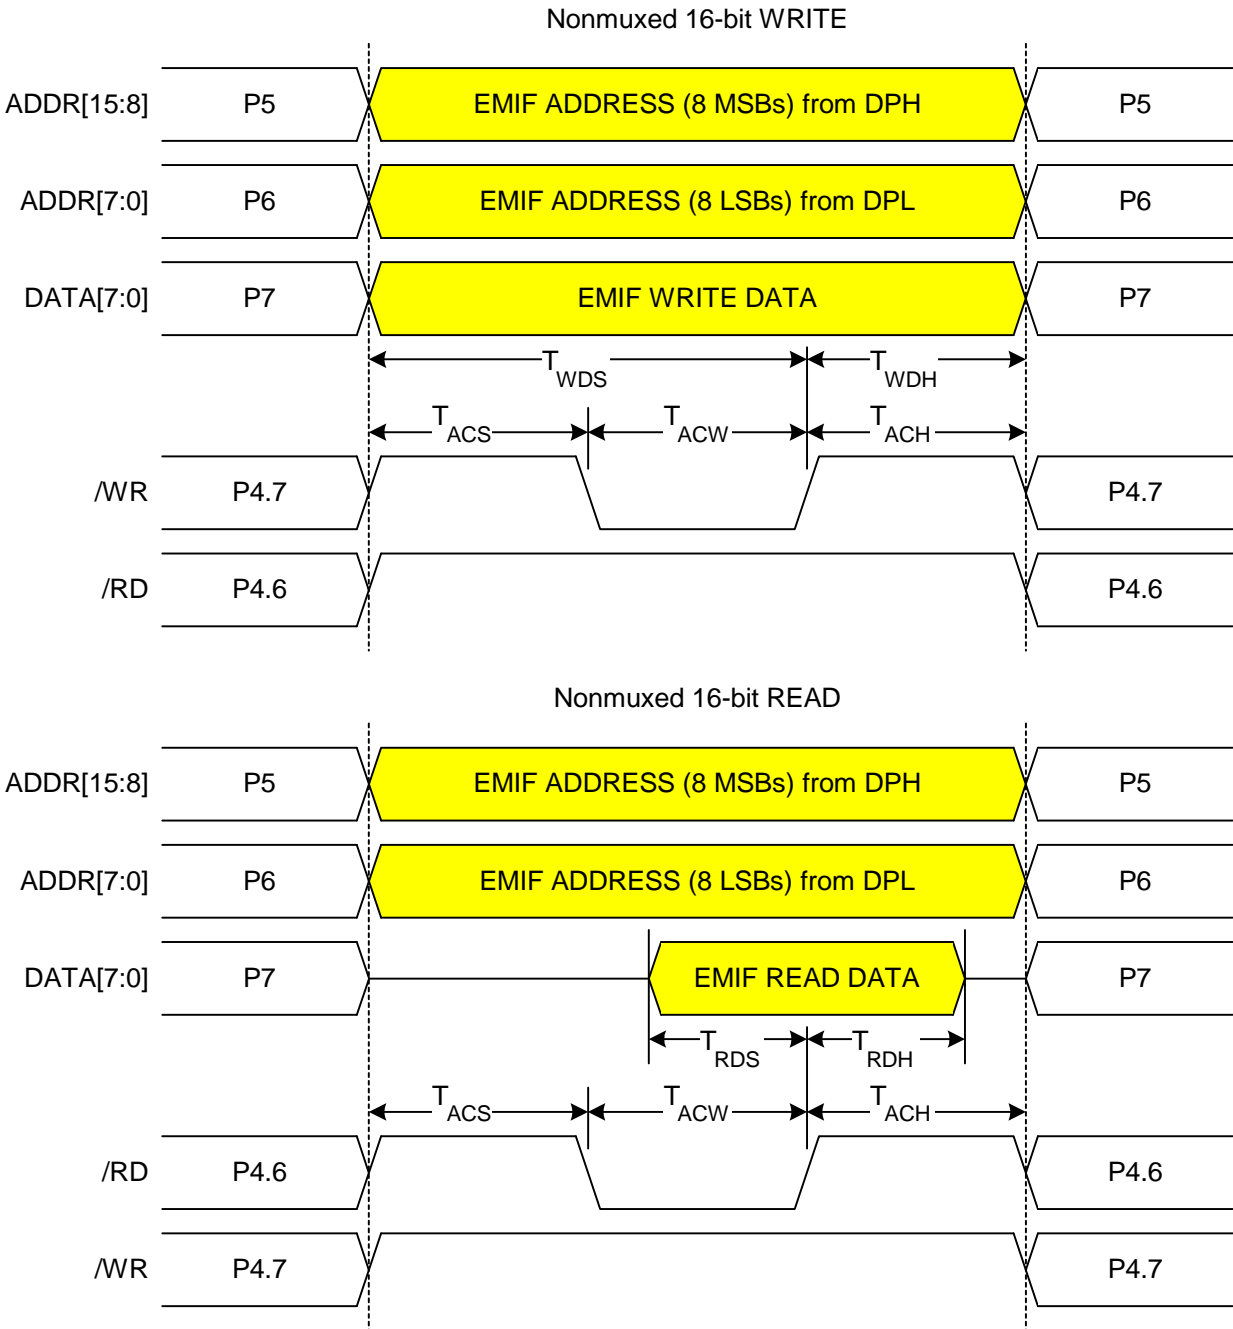 Nonmuxed 16-bit WRITE
ADDR[15:8] P5 EMIF ADDRESS (8 MSBs) from DPH P5
ADDR[7:0] P6 EMIF ADDRESS (8 LSBs) from DPL P6
DATA[7:0] P7 EMIF WRITE DATA P7
TWDS TWDH
TACS TACW TACH
/WR P4.7 P4.7
/RD P4.6 P4.6
Nonmuxed 16-bit READ
ADDR[15:8] P5 EMIF ADDRESS (8 MSBs) from DPH P5
ADDR[7:0] P6 EMIF ADDRESS (8 LSBs) from DPL P6
DATA[7:0] P7 EMIF READ DATA P7
TRDS TRDH
TACS TACW TACH
/RD P4.6 P4.6
/WR P4.7 P4.7